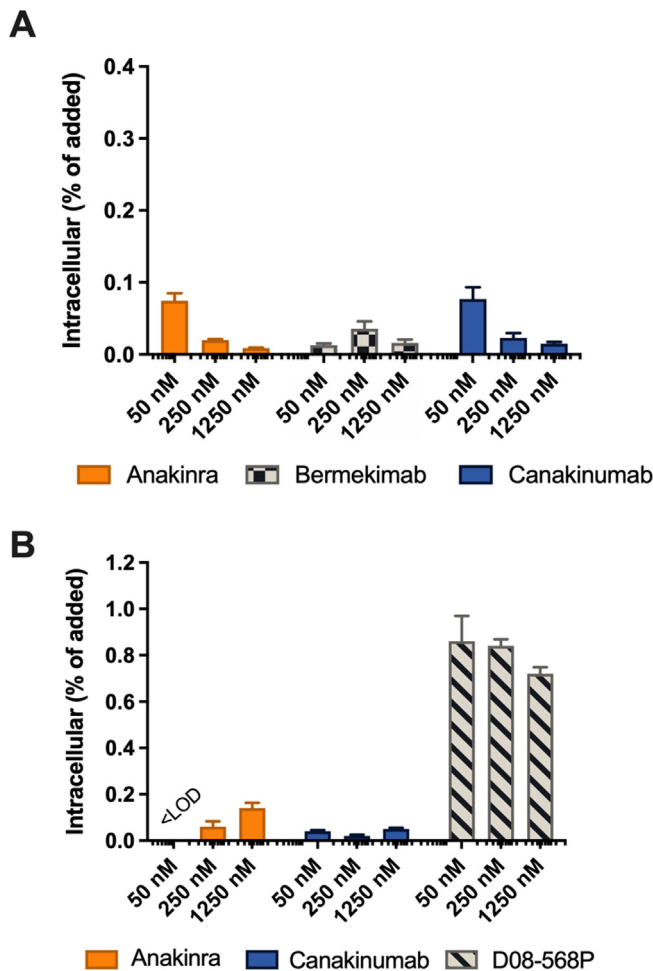 A
Intracellular (% of added)
0.4
0.3
0.2
0.1
0.0
50 nM
250 nM
1250 nM
50 nM
250 nM
1250 nM
50 nM
250 nM
1250 nM
Anakinra Bermekimab Canakinumab
B
Intracellular (% of added)
1.2
1.0
0.8
0.6
0.4
0.2
0.0
<LOD
50 nM
250 nM
1250 nM
50 nM
250 nM
1250 nM
50 nM
250 nM
1250 nM
Anakinra Canakinumab D08-568P